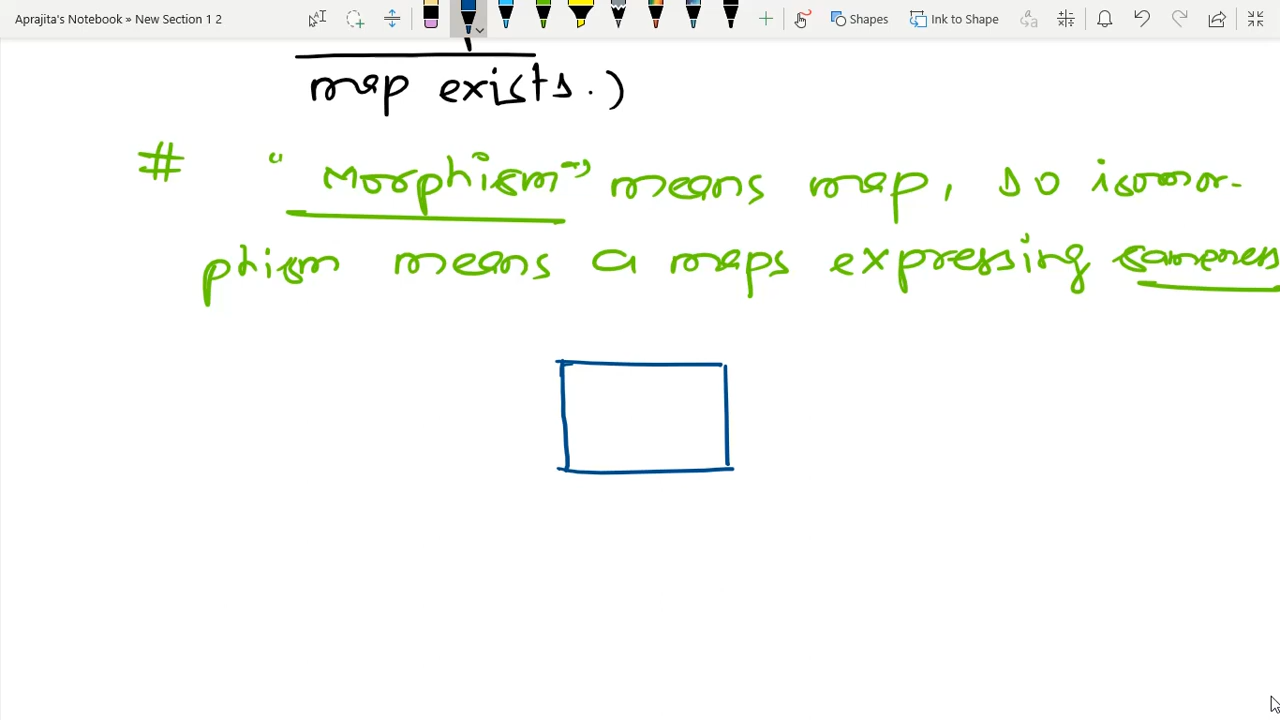 Aprajita's Notebook » New Section 1 2
Shapes
Ink to Shape
map exists.)
# "Morphism" means map, so isomor-
phism means a maps expressing sameness